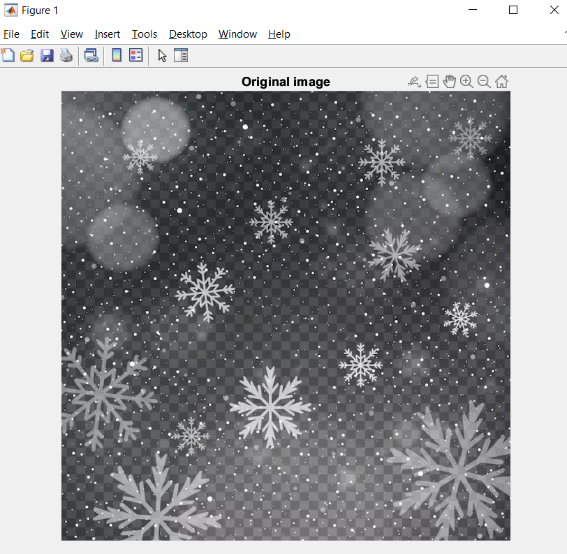 Figure 1
File Edit View Insert Tools Desktop Window Help
Original image